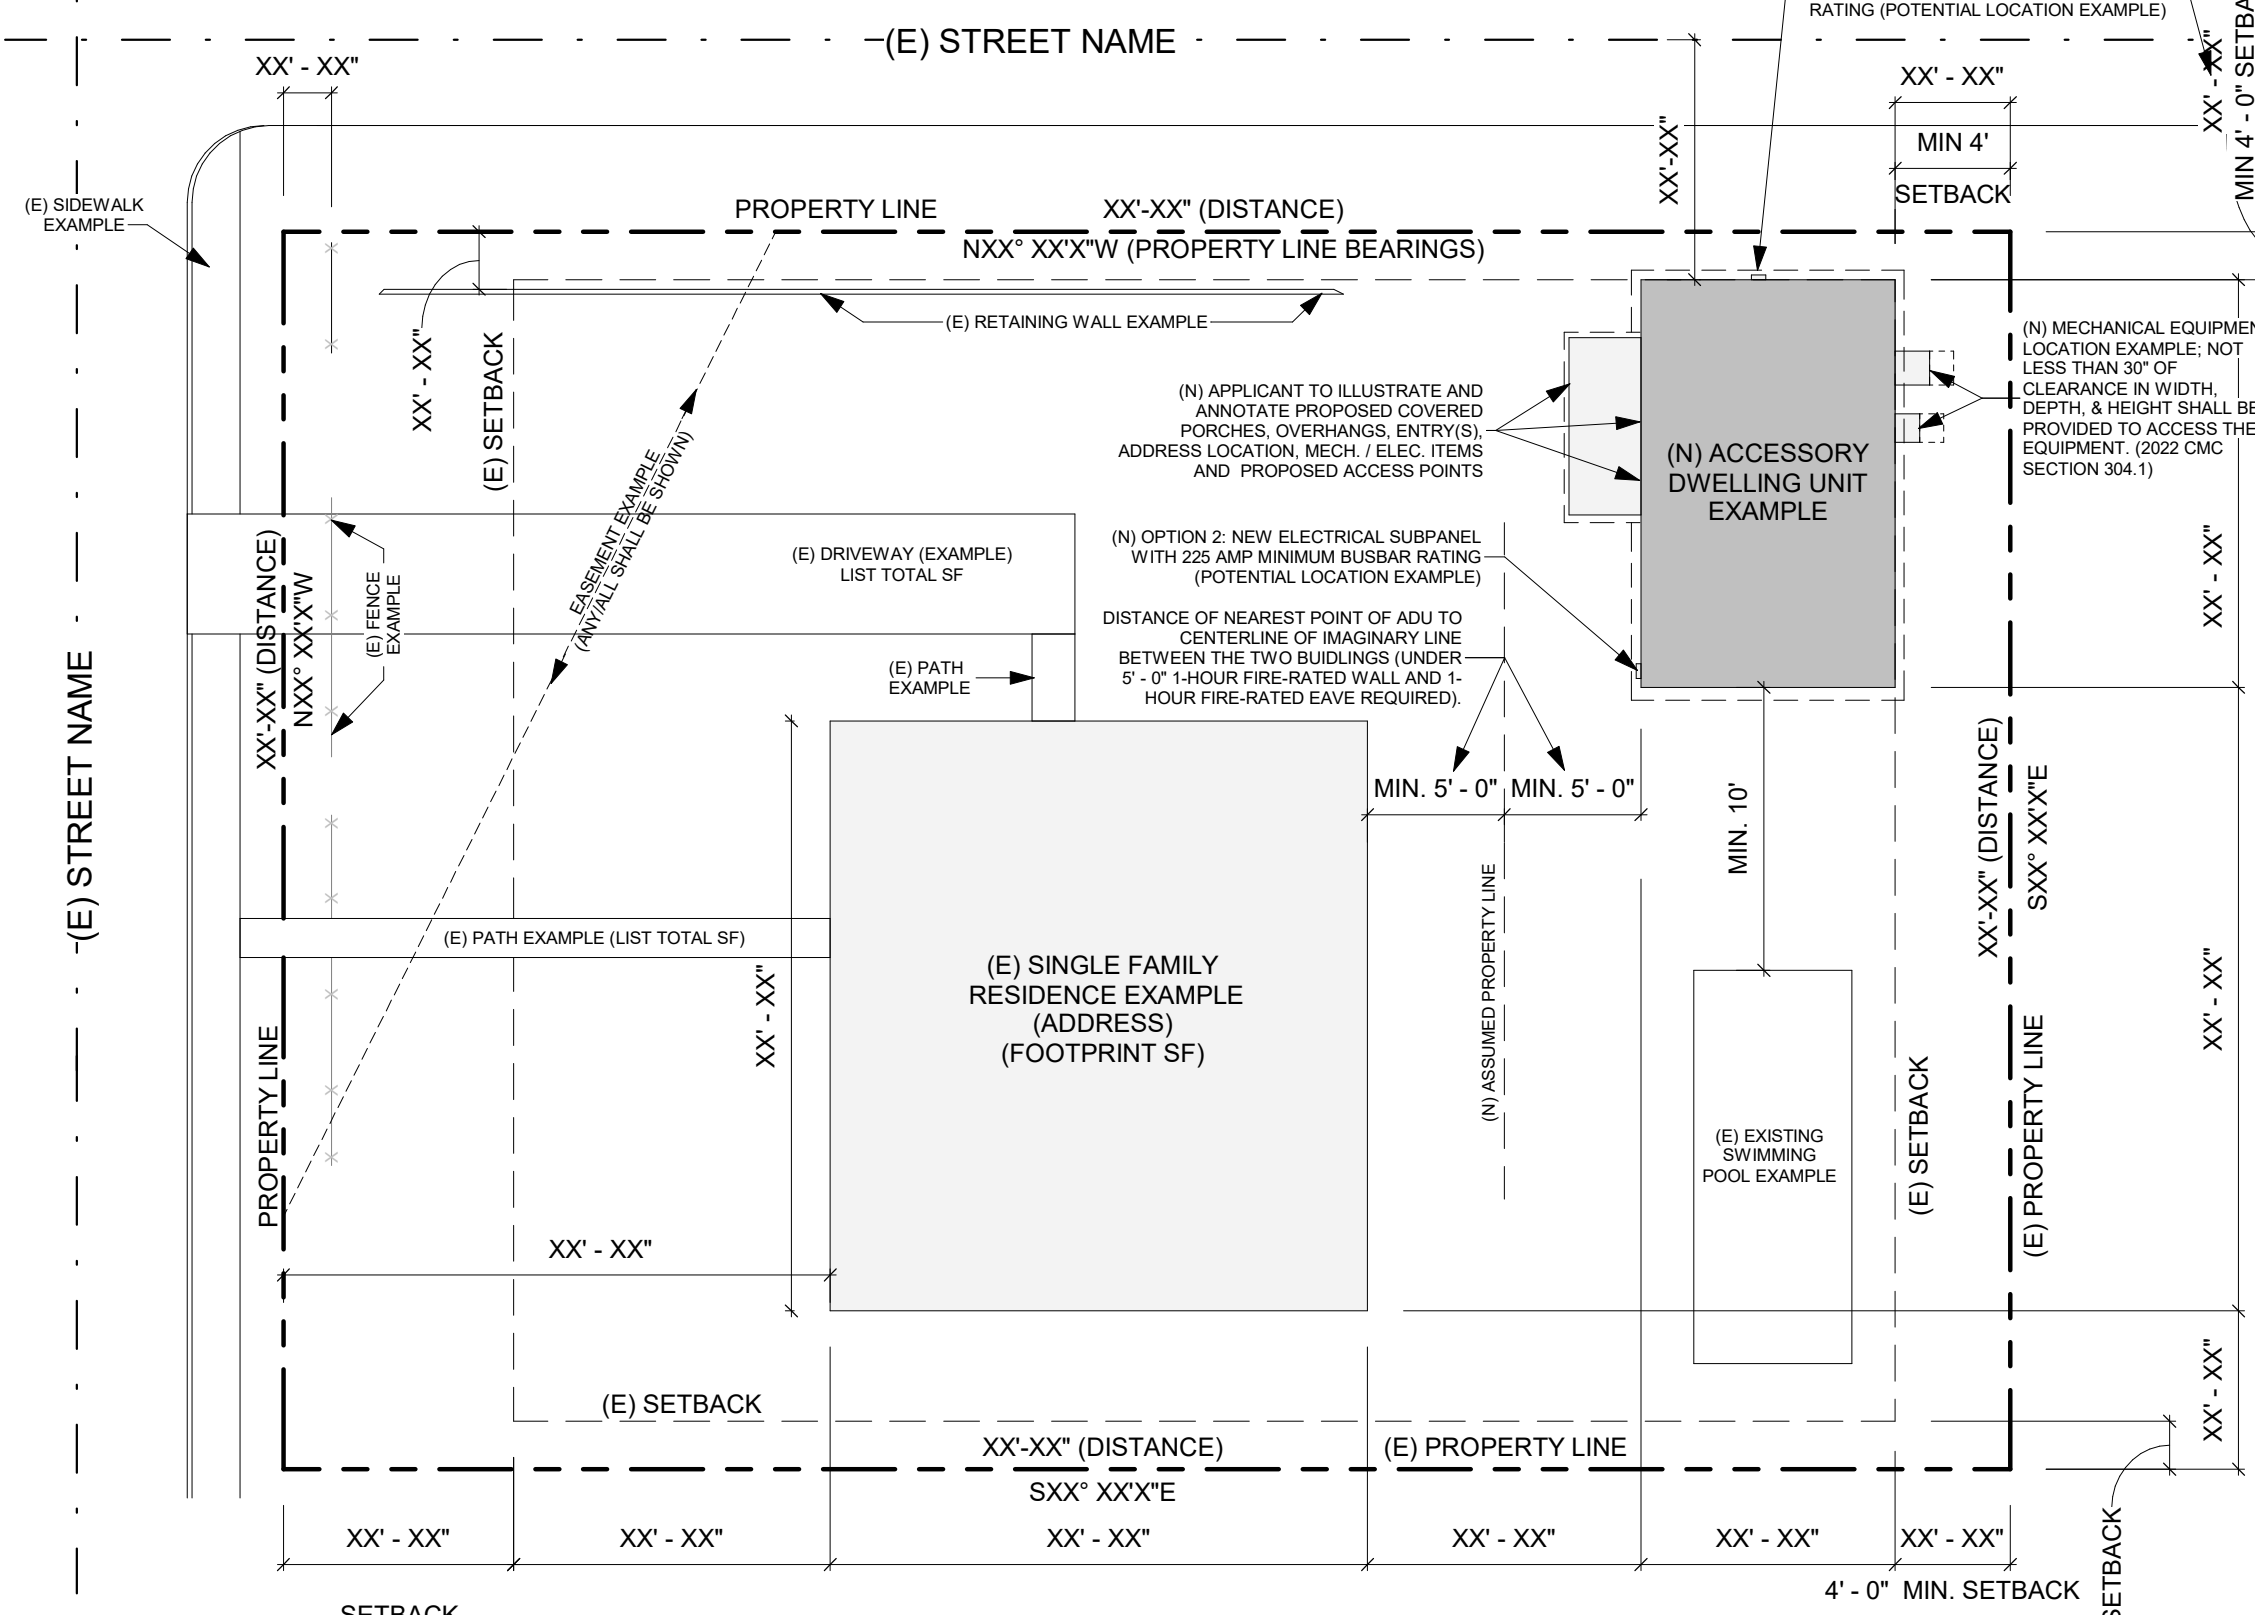 RATING (POTENTIAL LOCATION EXAMPLE)
(E) STREET NAME
XX' - XX"
XX' - XX"
XX' - XX"
MIN 4' - 0" SETBA
XX'-XX"
MIN 4'
SETBACK
(E) SIDEWALK
EXAMPLE
PROPERTY LINE
XX'-XX" (DISTANCE)
NXX° XX'X"W (PROPERTY LINE BEARINGS)
(E) RETAINING WALL EXAMPLE
XX' - XX"
(E) SETBACK
EASEMENT EXAMPLE
(ANY/ALL SHALL BE SHOWN)
(N) APPLICANT TO ILLUSTRATE AND
ANNOTATE PROPOSED COVERED
PORCHES, OVERHANGS, ENTRY(S),
ADDRESS LOCATION, MECH. / ELEC. ITEMS
AND PROPOSED ACCESS POINTS
(N) ACCESSORY
DWELLING UNIT
EXAMPLE
(N) MECHANICAL EQUIPMEN
LOCATION EXAMPLE; NOT
LESS THAN 30" OF
CLEARANCE IN WIDTH,
DEPTH, & HEIGHT SHALL BE
PROVIDED TO ACCESS THE
EQUIPMENT. (2022 CMC
SECTION 304.1)
XX' - XX"
(N) OPTION 2: NEW ELECTRICAL SUBPANEL
WITH 225 AMP MINIMUM BUSBAR RATING
(POTENTIAL LOCATION EXAMPLE)
(E) DRIVEWAY (EXAMPLE)
LIST TOTAL SF
XX'-XX" (DISTANCE)
NXX° XX'X"W
(E) FENCE
EXAMPLE
DISTANCE OF NEAREST POINT OF ADU TO
CENTERLINE OF IMAGINARY LINE
BETWEEN THE TWO BUIDLINGS (UNDER
5' - 0" 1-HOUR FIRE-RATED WALL AND 1-
HOUR FIRE-RATED EAVE REQUIRED).
(E) PATH
EXAMPLE
(E) STREET NAME
MIN. 5' - 0"
MIN. 5' - 0"
MIN. 10'
XX'-XX" (DISTANCE)
SXX° XX'X"E
(E) PATH EXAMPLE (LIST TOTAL SF)
XX' - XX"
(E) SINGLE FAMILY
RESIDENCE EXAMPLE
(ADDRESS)
(FOOTPRINT SF)
(N) ASSUMED PROPERTY LINE
XX' - XX"
PROPERTY LINE
(E) EXISTING
SWIMMING
POOL EXAMPLE
(E) SETBACK
(E) PROPERTY LINE
XX' - XX"
XX' - XX"
(E) SETBACK
XX'-XX" (DISTANCE)
(E) PROPERTY LINE
SXX° XX'X"E
XX' - XX"
XX' - XX"
XX' - XX"
XX' - XX"
XX' - XX"
XX' - XX"
4' - 0" MIN. SETBACK
SETBACK
SETBACK